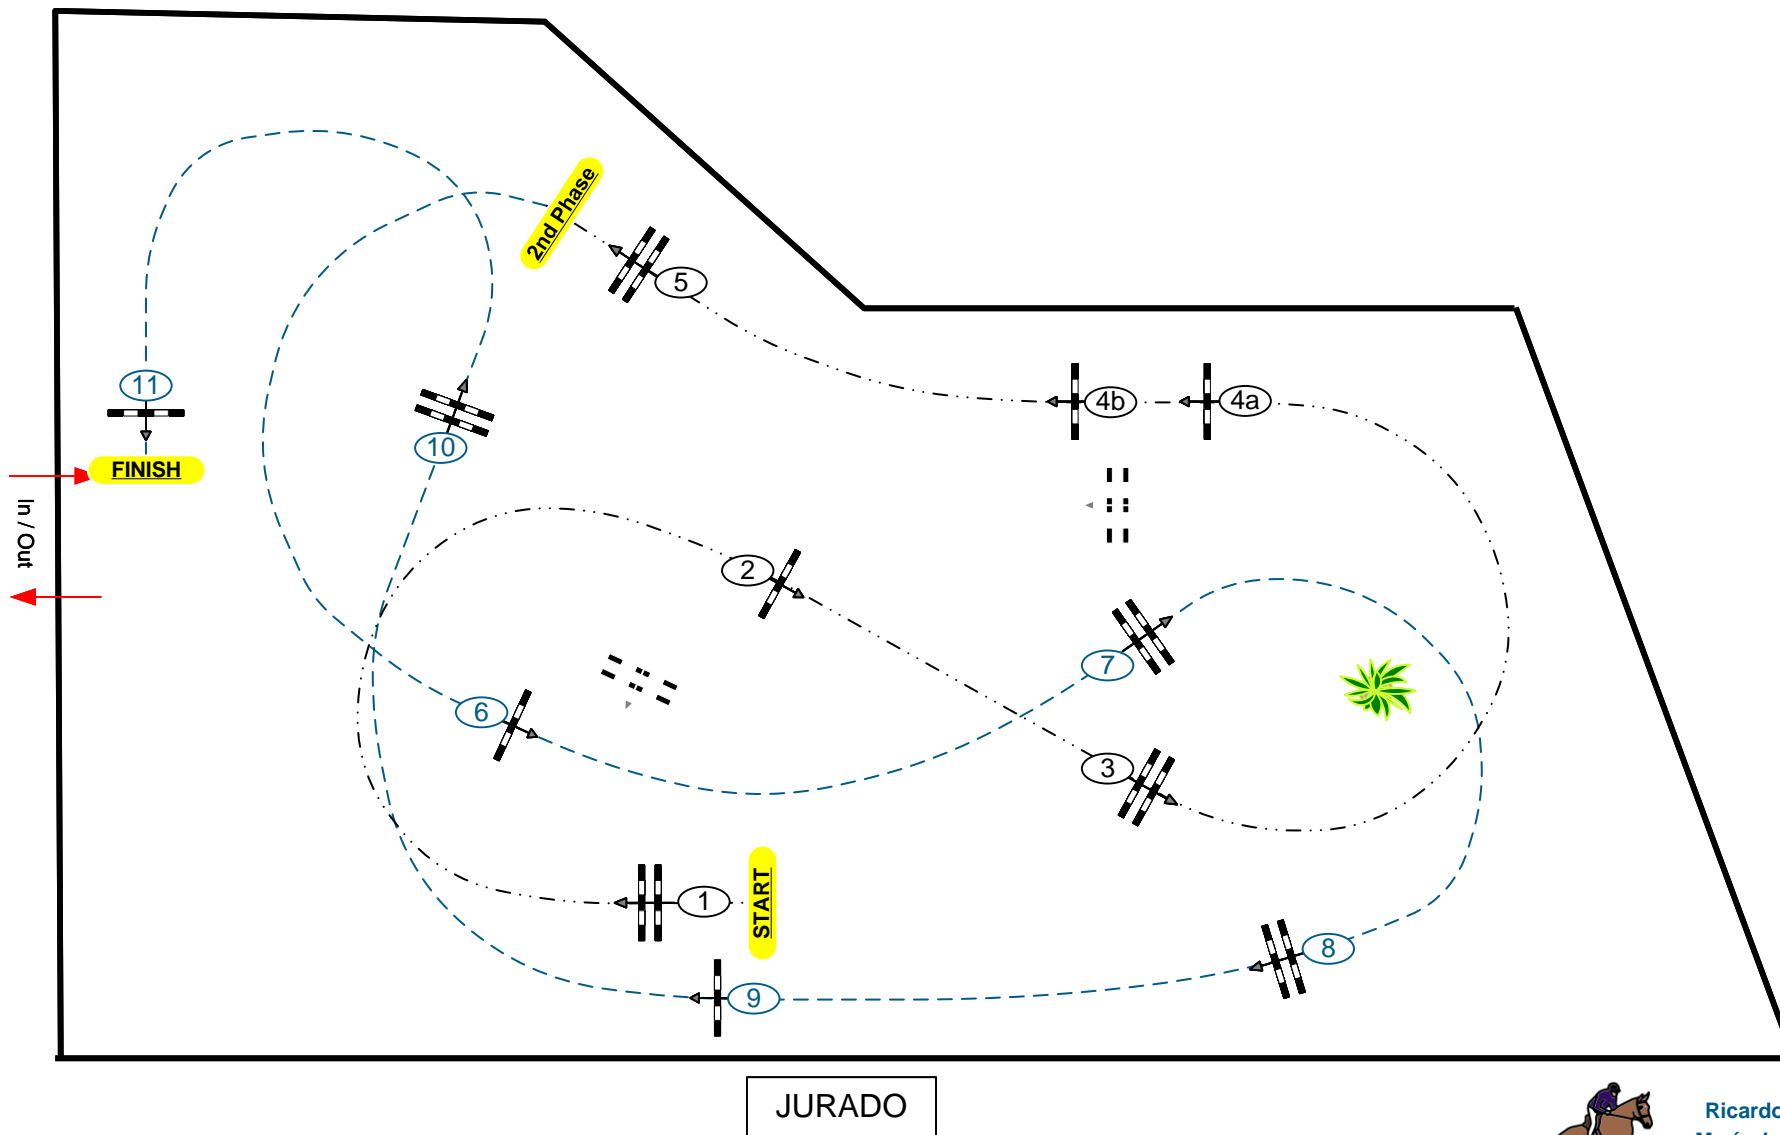 2nd Phase
5
11
4b
4a
10
FINISH
In / Out
2
7
6
3
1
START
8
9
JURADO
Ricardo